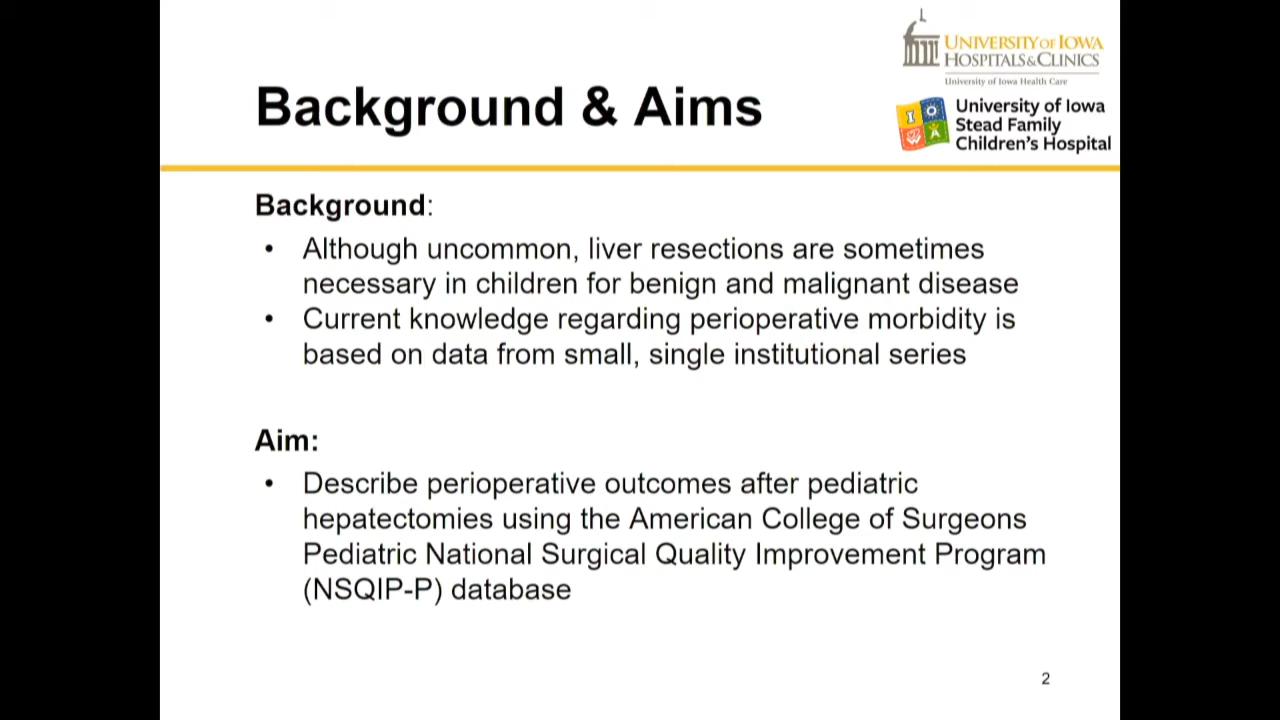 UNIVERSITY OF IOWA
HOSPITALS & CLINICS
University of Iowa Health Care
Background & Aims
University of Iowa
Stead Family
Children's Hospital
Background:
• Although uncommon, liver resections are sometimes
necessary in children for benign and malignant disease
• Current knowledge regarding perioperative morbidity is
based on data from small, single institutional series
Aim:
• Describe perioperative outcomes after pediatric
hepatectomies using the American College of Surgeons
Pediatric National Surgical Quality Improvement Program
(NSQIP-P) database
2